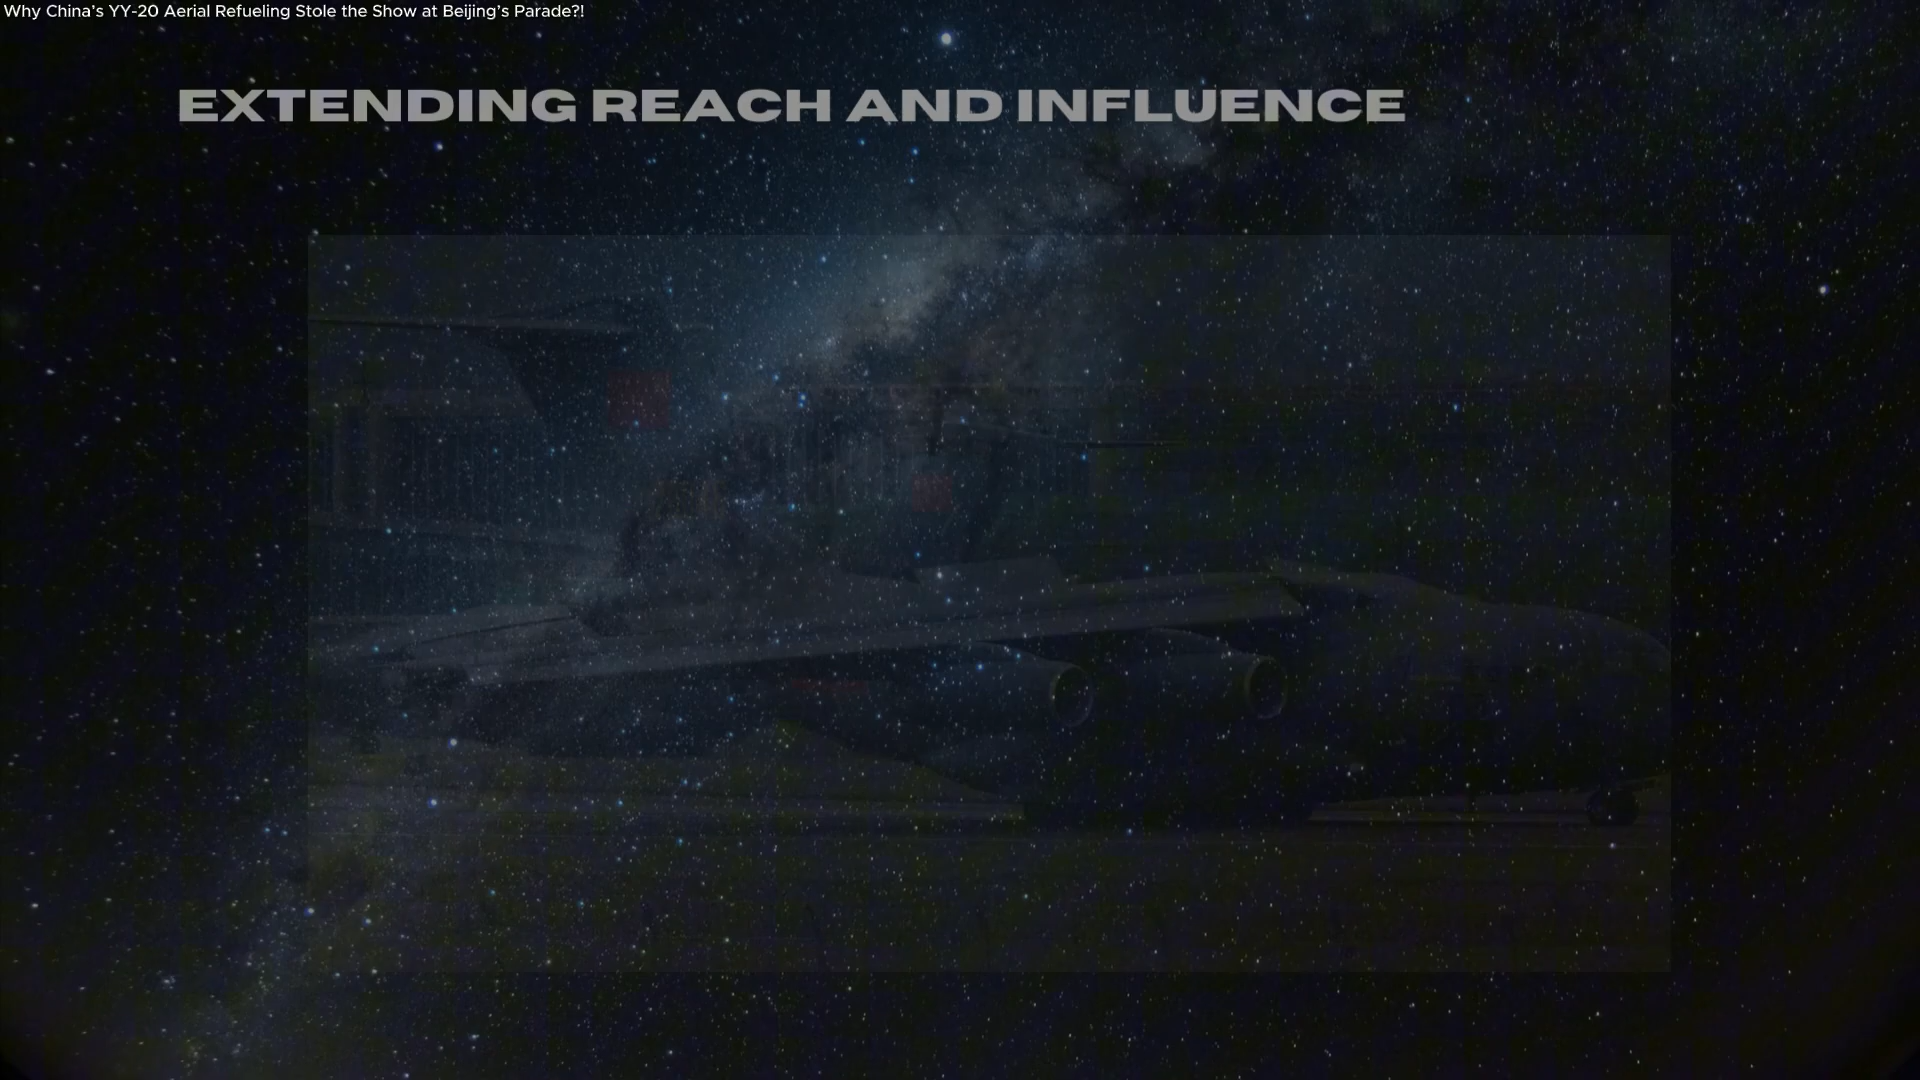 Why China’s YY-20 Aerial Refueling Stole the Show at Beijing’s Parade?!
EXTENDING REACH AND INFLUENCE